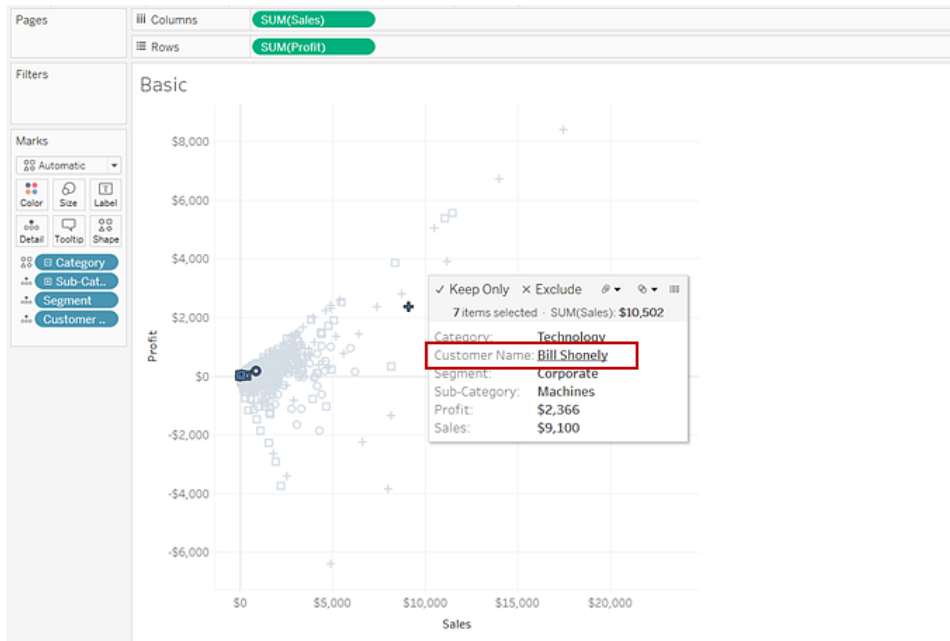 Pages
Columns
SUM(Sales)
Rows
SUM(Profit)
Filters
Marks
Automatic
Color
Size
Label
Detail
Tooltip
Shape
Category
Sub-Cat..
Segment
Customer ..
Basic
Profit
$8,000
$6,000
$4,000
$2,000
$0
-$2,000
-$4,000
-$6,000
Keep Only
Exclude
7 items selected · SUM(Sales): $10,502
Category: Technology
Customer Name: Bill Shonely
Segment: Corporate
Sub-Category: Machines
Profit: $2,366
Sales: $9,100
$0 $5,000 $10,000 $15,000 $20,000
Sales